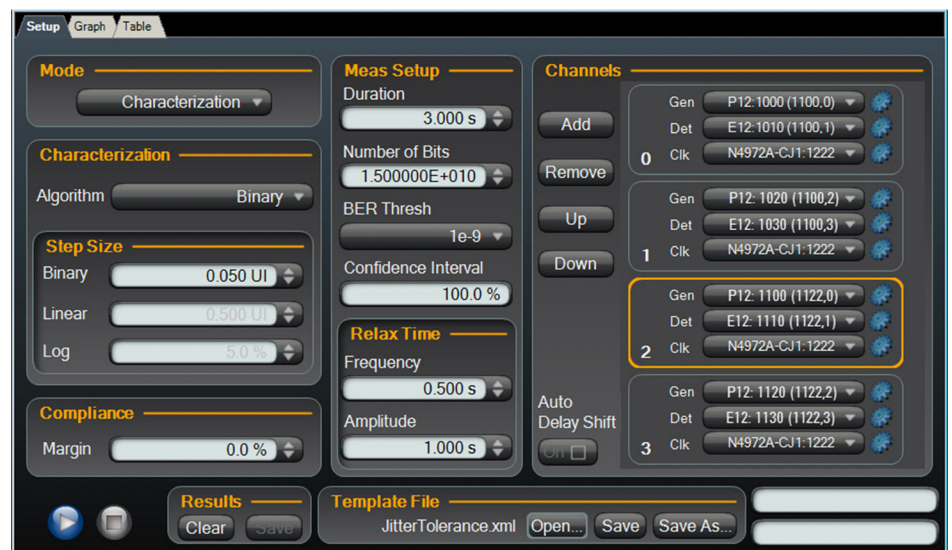 Setup Graph Table
Mode
Characterization
Characterization
Algorithm Binary
Step Size
Binary 0.050 UI
Linear 0.500 UI
Log 5.0 %
Compliance
Margin 0.0 %
Meas Setup
Duration
3.000 s
Number of Bits
1.500000E+010
BER Thresh
1e-9
Confidence Interval
100.0 %
Relax Time
Frequency
0.500 s
Amplitude
1.000 s
Channels
Add
Remove
Up
Down
Auto
Delay Shift
On
Gen P12:1000 (1100,0)
Det E12:1010 (1100,1)
0 Clk N4972A-CJ1:1222
Gen P12: 1020 (1100,2)
Det E12: 1030 (1100,3)
1 Clk N4972A-CJ1:1222
Gen P12: 1100 (1122,0)
Det E12: 1110 (1122,1)
2 Clk N4972A-CJ1:1222
Gen P12: 1120 (1122,2)
Det E12: 1130 (1122,3)
3 Clk N4972A-CJ1:1222
Results
Clear Save
Template File
JitterTolerance.xml Open... Save Save As...